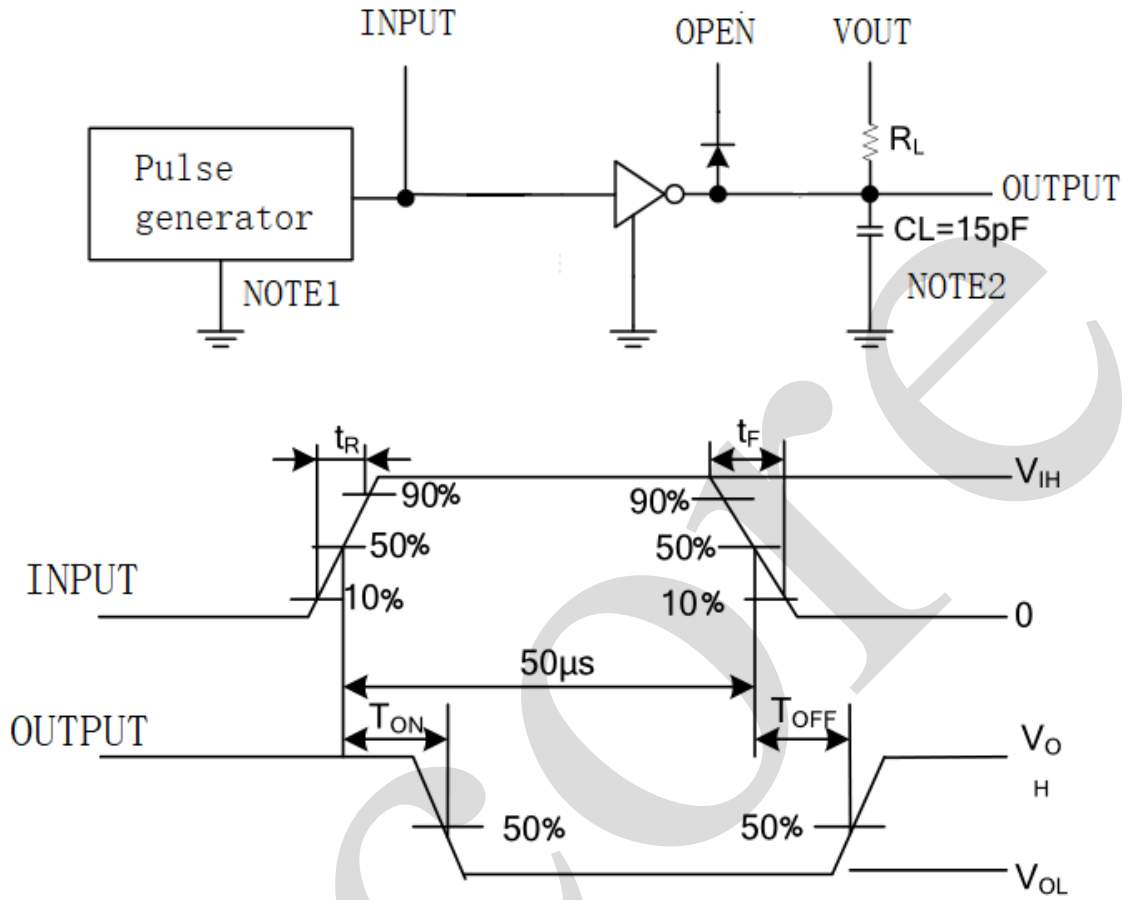 INPUT
OPEN
VOUT
Pulse
generator
RL
OUTPUT
CL=15pF
NOTE1
NOTE2
tR
tF
VIH
90%
90%
50%
50%
INPUT
10%
10%
0
50μs
OUTPUT
TON
TOFF
VO
H
50%
50%
VOL
core